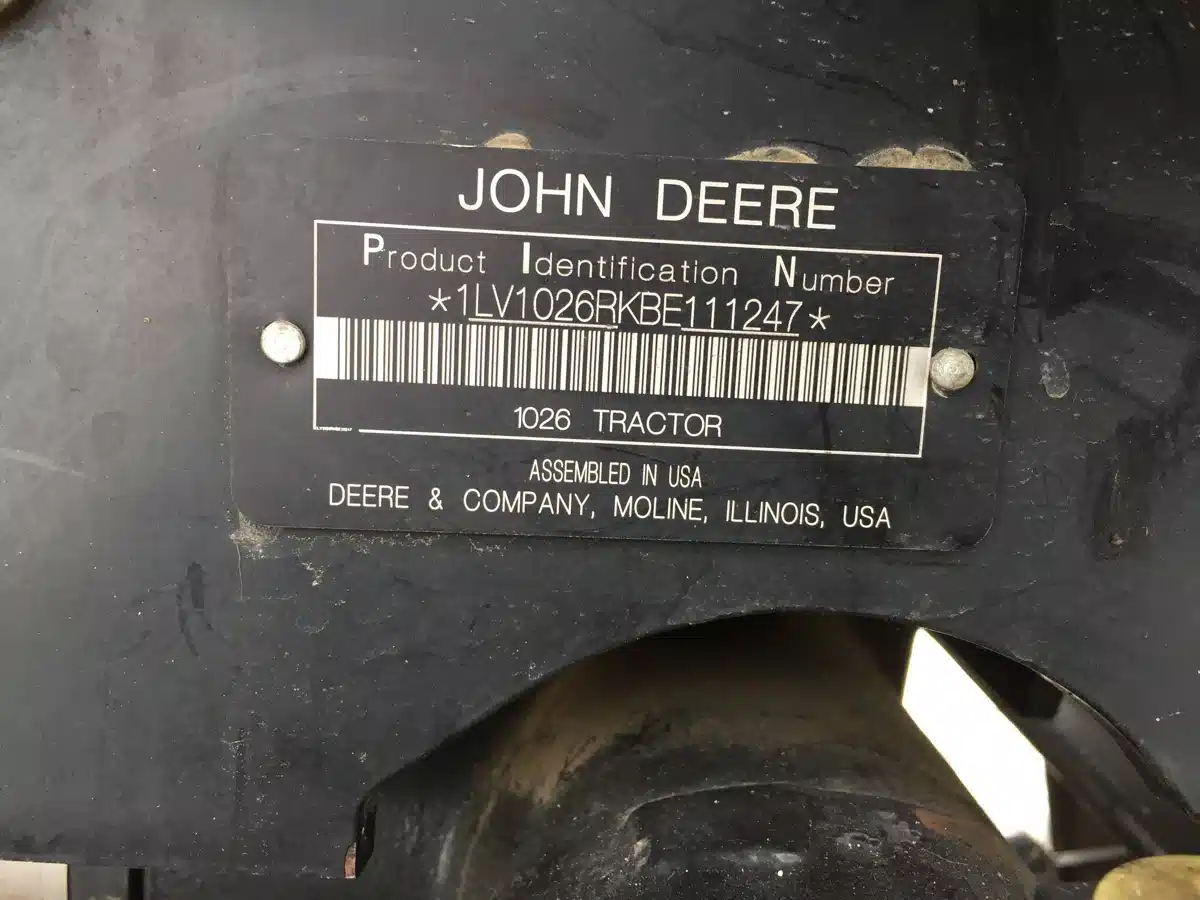 JOHN DEERE
Product Identification Number
*1LV1026RKBE111247*
1026 TRACTOR
ASSEMBLED IN USA
DEERE & COMPANY, MOLINE, ILLINOIS, USA